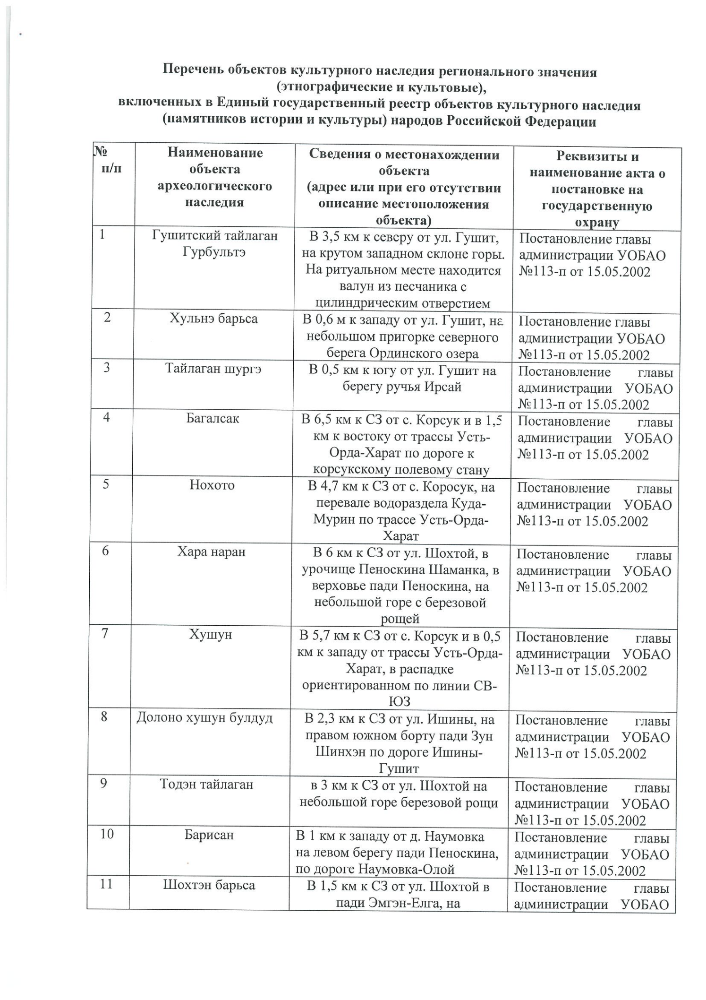 Перечень объектов культурного наследия регионального значения
(этнографические и культовые),
включенных в Единый государственный реестр объектов культурного наследия
(памятников истории и культуры) народов Российской Федерации
№
п/п
Наименование
объекта
археологического
наследия
Сведения о местонахождении
объекта
(адрес или при его отсутствии
описание местоположения
объекта)
Реквизиты и
наименование акта о
постановке на
государственную
охрану
1
Гушитский тайлаган
Гурбультэ
В 3,5 км к северу от ул. Гушит,
на крутом западном склоне горы.
На ритуальном месте находится
валун из песчаника с
цилиндрическим отверстием
Постановление главы
администрации УОБАО
№113-п от 15.05.2002
2
Хульнэ барьса
В 0,6 м к западу от ул. Гушит, на
небольшом пригорке северного
берега Ординского озера
Постановление главы
администрации УОБАО
№113-п от 15.05.2002
3
Тайлаган шургэ
В 0,5 км к югу от ул. Гушит на
берегу ручья Ирсай
Постановление главы
администрации УОБАО
№113-п от 15.05.2002
4
Багалсак
В 6,5 км к СЗ от с. Корсук и в 1,5
км к востоку от трассы Усть-
Орда-Харат по дороге к
корсукскому полевому стану
Постановление главы
администрации УОБАО
№113-п от 15.05.2002
5
Нохото
В 4,7 км к СЗ от с. Коросук, на
перевале водораздела Куда-
Мурин по трассе Усть-Орда-
Харат
Постановление главы
администрации УОБАО
№113-п от 15.05.2002
6
Хара наран
В 6 км к СЗ от ул. Шохтой, в
урочище Пеноскина Шаманка, в
верховье пади Пеноскина, на
небольшой горе с березовой
рощей
Постановление главы
администрации УОБАО
№113-п от 15.05.2002
7
Хушун
В 5,7 км к СЗ от с. Корсук и в 0,5
км к западу от трассы Усть-Орда-
Харат, в распадке
ориентированном по линии СВ-
ЮЗ
Постановление главы
администрации УОБАО
№113-п от 15.05.2002
8
Долоно хушун булдуд
В 2,3 км к СЗ от ул. Ишины, на
правом южном борту пади Зун
Шинхэн по дороге Ишины-
Гушит
Постановление главы
администрации УОБАО
№113-п от 15.05.2002
9
Тодэн тайлаган
в 3 км к СЗ от ул. Шохтой на
небольшой горе березовой рощи
Постановление главы
администрации УОБАО
№113-п от 15.05.2002
10
Барисан
В 1 км к западу от д. Наумовка
на левом берегу пади Пеноскина,
по дороге Наумовка-Олой
Постановление главы
администрации УОБАО
№113-п от 15.05.2002
11
Шохтэн барьса
В 1,5 км к СЗ от ул. Шохтой в
пади Эмгэн-Елга, на
Постановление главы
администрации УОБАО